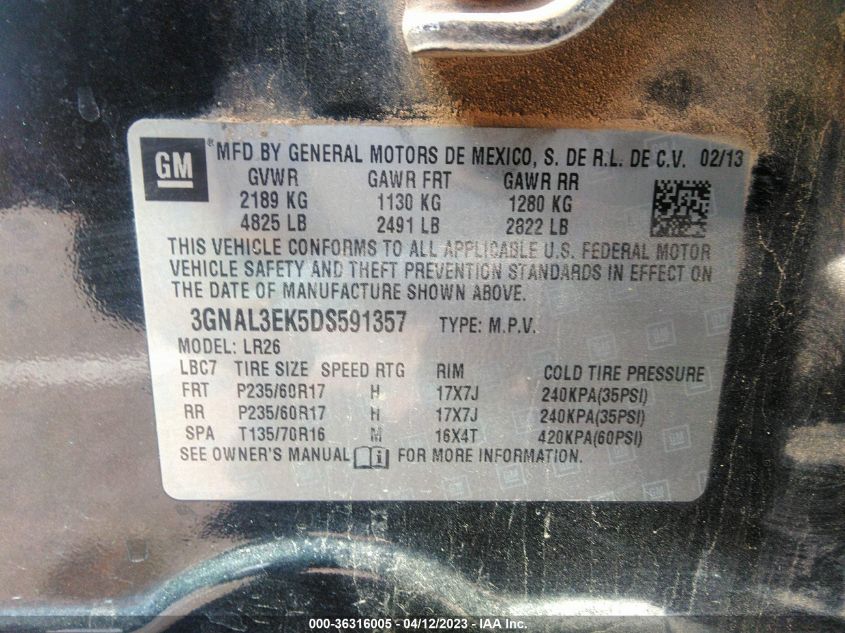 GM ® MFD BY GENERAL MOTORS DE MEXICO, S. DE R.L. DE C.V. 02/13
GVWR GAWR FRT GAWR RR
2189 KG 1130 KG 1280 KG
4825 LB 2491 LB 2822 LB
THIS VEHICLE CONFORMS TO ALL APPLICABLE U.S. FEDERAL MOTOR
VEHICLE SAFETY AND THEFT PREVENTION STANDARDS IN EFFECT ON
THE DATE OF MANUFACTURE SHOWN ABOVE.
3GNAL3EK5DS591357 TYPE: M.P.V.
MODEL: LR26
LBC7 TIRE SIZE SPEED RTG RIM COLD TIRE PRESSURE
FRT P235/60R17 H 17X7J 240KPA(35PSI)
RR P235/60R17 H 17X7J 240KPA(35PSI)
SPA T135/70R16 M 16X4T 420KPA(60PSI)
SEE OWNER'S MANUAL i FOR MORE INFORMATION.
000-36316005 - 04/12/2023 - IAA Inc.